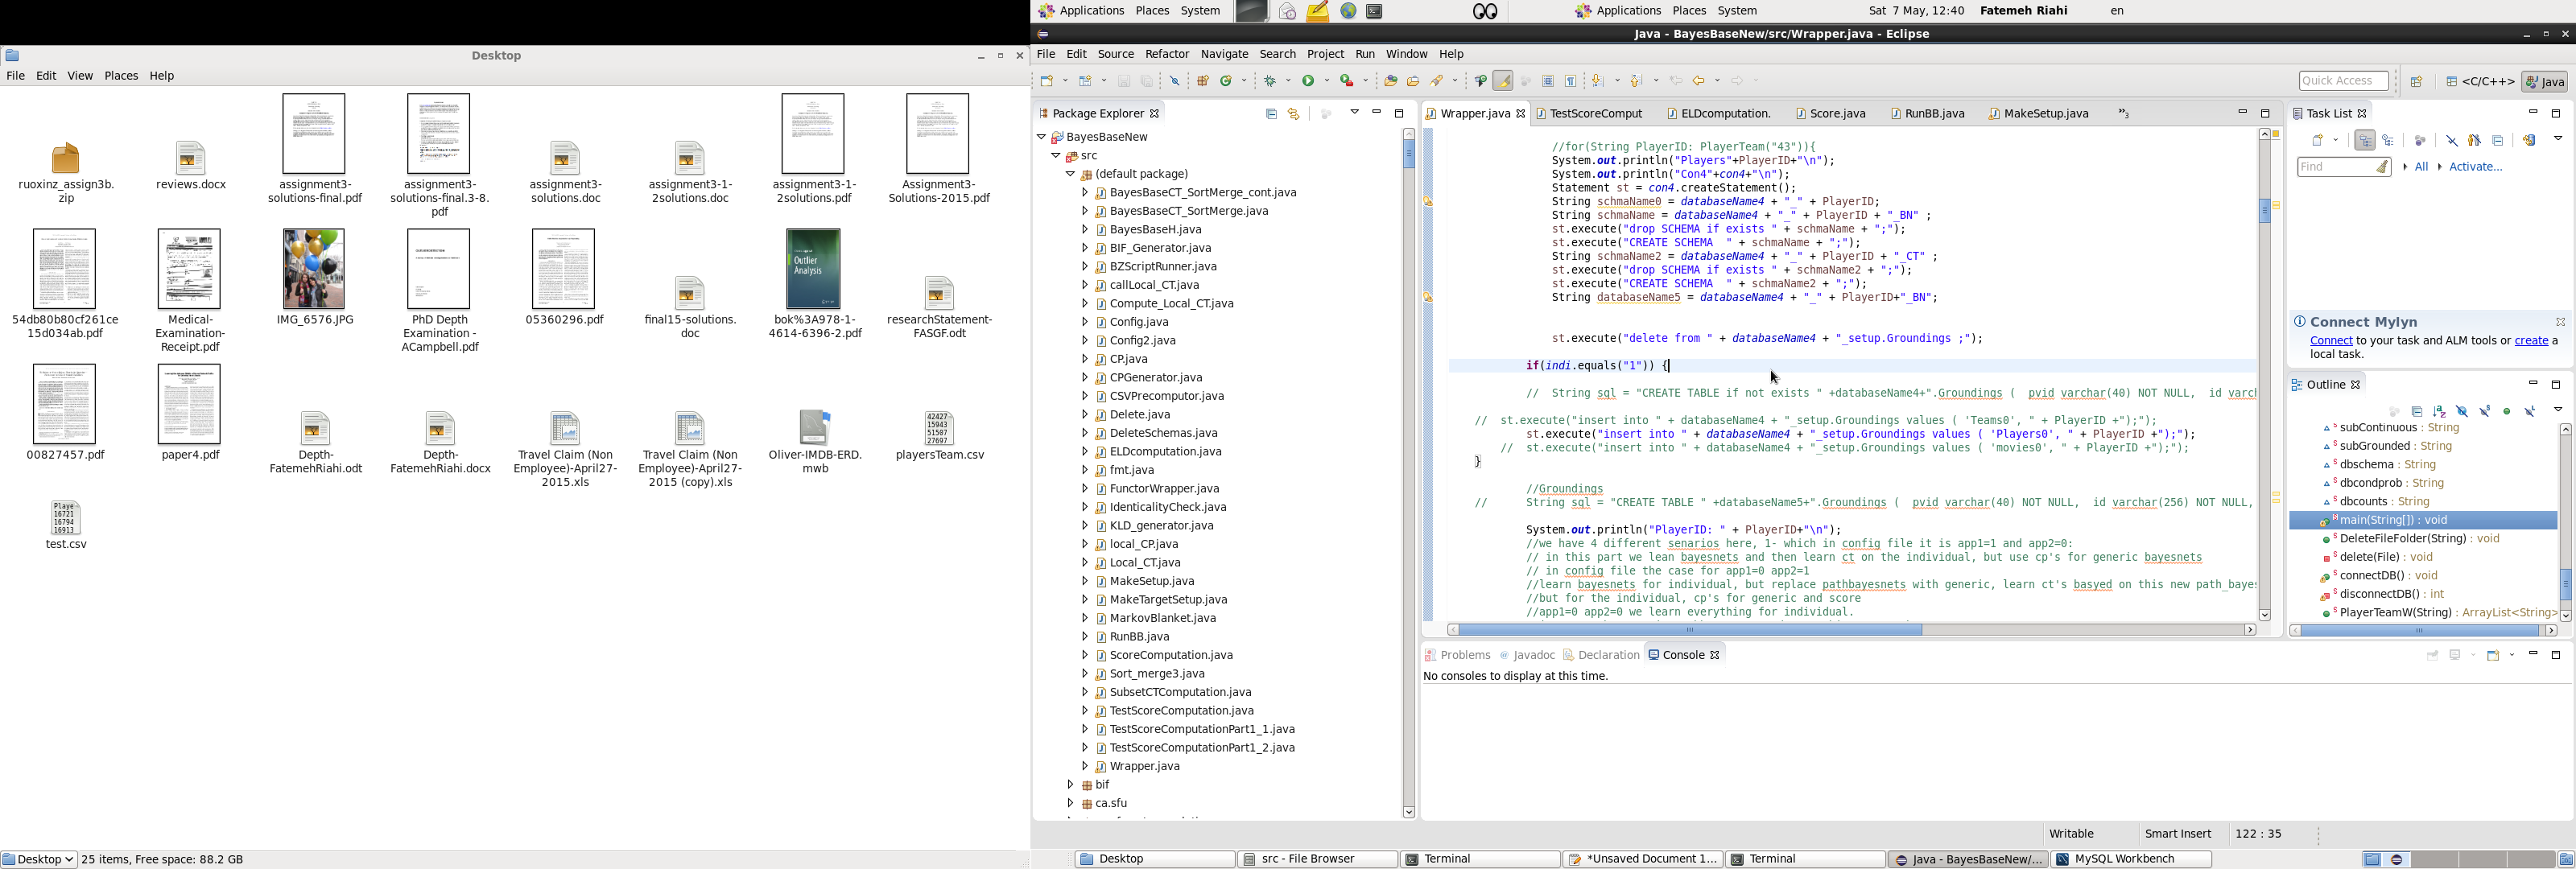 Applications Places System
Applications Places System
Sat 7 May, 12:40 Fatemeh Riahi en
Desktop
File Edit View Places Help
ruoxinz_assign3b.
zip
reviews.docx
assignment3-
solutions-final.pdf
assignment3-
solutions-final.3-8.
pdf
assignment3-
solutions.doc
assignment3-1-
2solutions.doc
assignment3-1-
2solutions.pdf
Assignment3-
Solutions-2015.pdf
54db80b80cf261ce
15d034ab.pdf
Medical-
Examination-
Receipt.pdf
IMG_6576.JPG
PhD Depth
Examination -
ACampbell.pdf
05360296.pdf
final15-solutions.
doc
Outlier
Analysis
bok%3A978-1-
4614-6396-2.pdf
researchStatement-
FASGF.odt
00827457.pdf
paper4.pdf
Depth-
FatemehRiahi.odt
Depth-
FatemehRiahi.docx
Travel Claim (Non
Employee)-April27-
2015.xls
Travel Claim (Non
Employee)-April27-
2015 (copy).xls
Oliver-IMDB-ERD.
mwb
42427
15943
51507
27697
playersTeam.csv
Playe
16721
16794
16913
test.csv
Desktop 25 items, Free space: 88.2 GB
Java - BayesBaseNew/src/Wrapper.java - Eclipse
File Edit Source Refactor Navigate Search Project Run Window Help
Quick Access <C/C++> Java
Package Explorer
BayesBaseNew
src
(default package)
BayesBaseCT_SortMerge_cont.java
BayesBaseCT_SortMerge.java
BayesBaseH.java
BIF_Generator.java
BZScriptRunner.java
callLocal_CT.java
Compute_Local_CT.java
Config.java
Config2.java
CP.java
CPGenerator.java
CSVPrecomputor.java
Delete.java
DeleteSchemas.java
ELDcomputation.java
fmt.java
FunctorWrapper.java
IdenticalityCheck.java
KLD_generator.java
local_CP.java
Local_CT.java
MakeSetup.java
MakeTargetSetup.java
MarkovBlanket.java
RunBB.java
ScoreComputation.java
Sort_merge3.java
SubsetCTComputation.java
TestScoreComputation.java
TestScoreComputationPart1_1.java
TestScoreComputationPart1_2.java
Wrapper.java
bif
ca.sfu
Wrapper.java TestScoreComput ELDcomputation. Score.java RunBB.java MakeSetup.java »3
//for(String PlayerID: PlayerTeam("43")){
System.out.println("Players"+PlayerID+"\n");
System.out.println("Con4"+con4+"\n");
Statement st = con4.createStatement();
String schmaName0 = databaseName4 + "_" + PlayerID;
String schmaName = databaseName4 + "_" + PlayerID + "_BN" ;
st.execute("drop SCHEMA if exists " + schmaName + ";");
st.execute("CREATE SCHEMA  " + schmaName + ";");
String schmaName2 = databaseName4 + "_" + PlayerID + "_CT" ;
st.execute("drop SCHEMA if exists " + schmaName2 + ";");
st.execute("CREATE SCHEMA  " + schmaName2 + ";");
String databaseName5 = databaseName4 + "_" + PlayerID+"_BN";
st.execute("delete from " + databaseName4 + "_setup.Groundings ;");
if(indi.equals("1")) {
//  String sql = "CREATE TABLE if not exists " +databaseName4+".Groundings (  pvid varchar(40) NOT NULL,  id varch
//  st.execute("insert into " + databaseName4 + "_setup.Groundings values ( 'Teams0', " + PlayerID +");");
st.execute("insert into " + databaseName4 + "_setup.Groundings values ( 'Players0', " + PlayerID +");");
//  st.execute("insert into " + databaseName4 + "_setup.Groundings values ( 'movies0', " + PlayerID +");");
}
//Groundings
//      String sql = "CREATE TABLE " +databaseName5+".Groundings (  pvid varchar(40) NOT NULL,  id varchar(256) NOT NULL,
System.out.println("PlayerID: " + PlayerID+"\n");
//we have 4 different senarios here, 1- which in config file it is app1=1 and app2=0:
// in this part we lean bayesnets and then learn ct on the individual, but use cp's for generic bayesnets
// in config file the case for app1=0 app2=1
//learn bayesnets for individual, but replace pathbayesnets with generic, learn ct's basyed on this new path_bayes
//but for the individual, cp's for generic and score
//app1=0 app2=0 we learn everything for individual.
Problems Javadoc Declaration Console
No consoles to display at this time.
Task List
Find All Activate...
Connect Mylyn
Connect to your task and ALM tools or create a
local task.
Outline
subContinuous : String
subGrounded : String
dbschema : String
dbcondprob : String
dbcounts : String
main(String[]) : void
DeleteFileFolder(String) : void
delete(File) : void
connectDB() : void
disconnectDB() : int
PlayerTeamW(String) : ArrayList<String>
Writable Smart Insert 122 : 35
Desktop src - File Browser Terminal *Unsaved Document 1... Terminal Java - BayesBaseNew/... MySQL Workbench